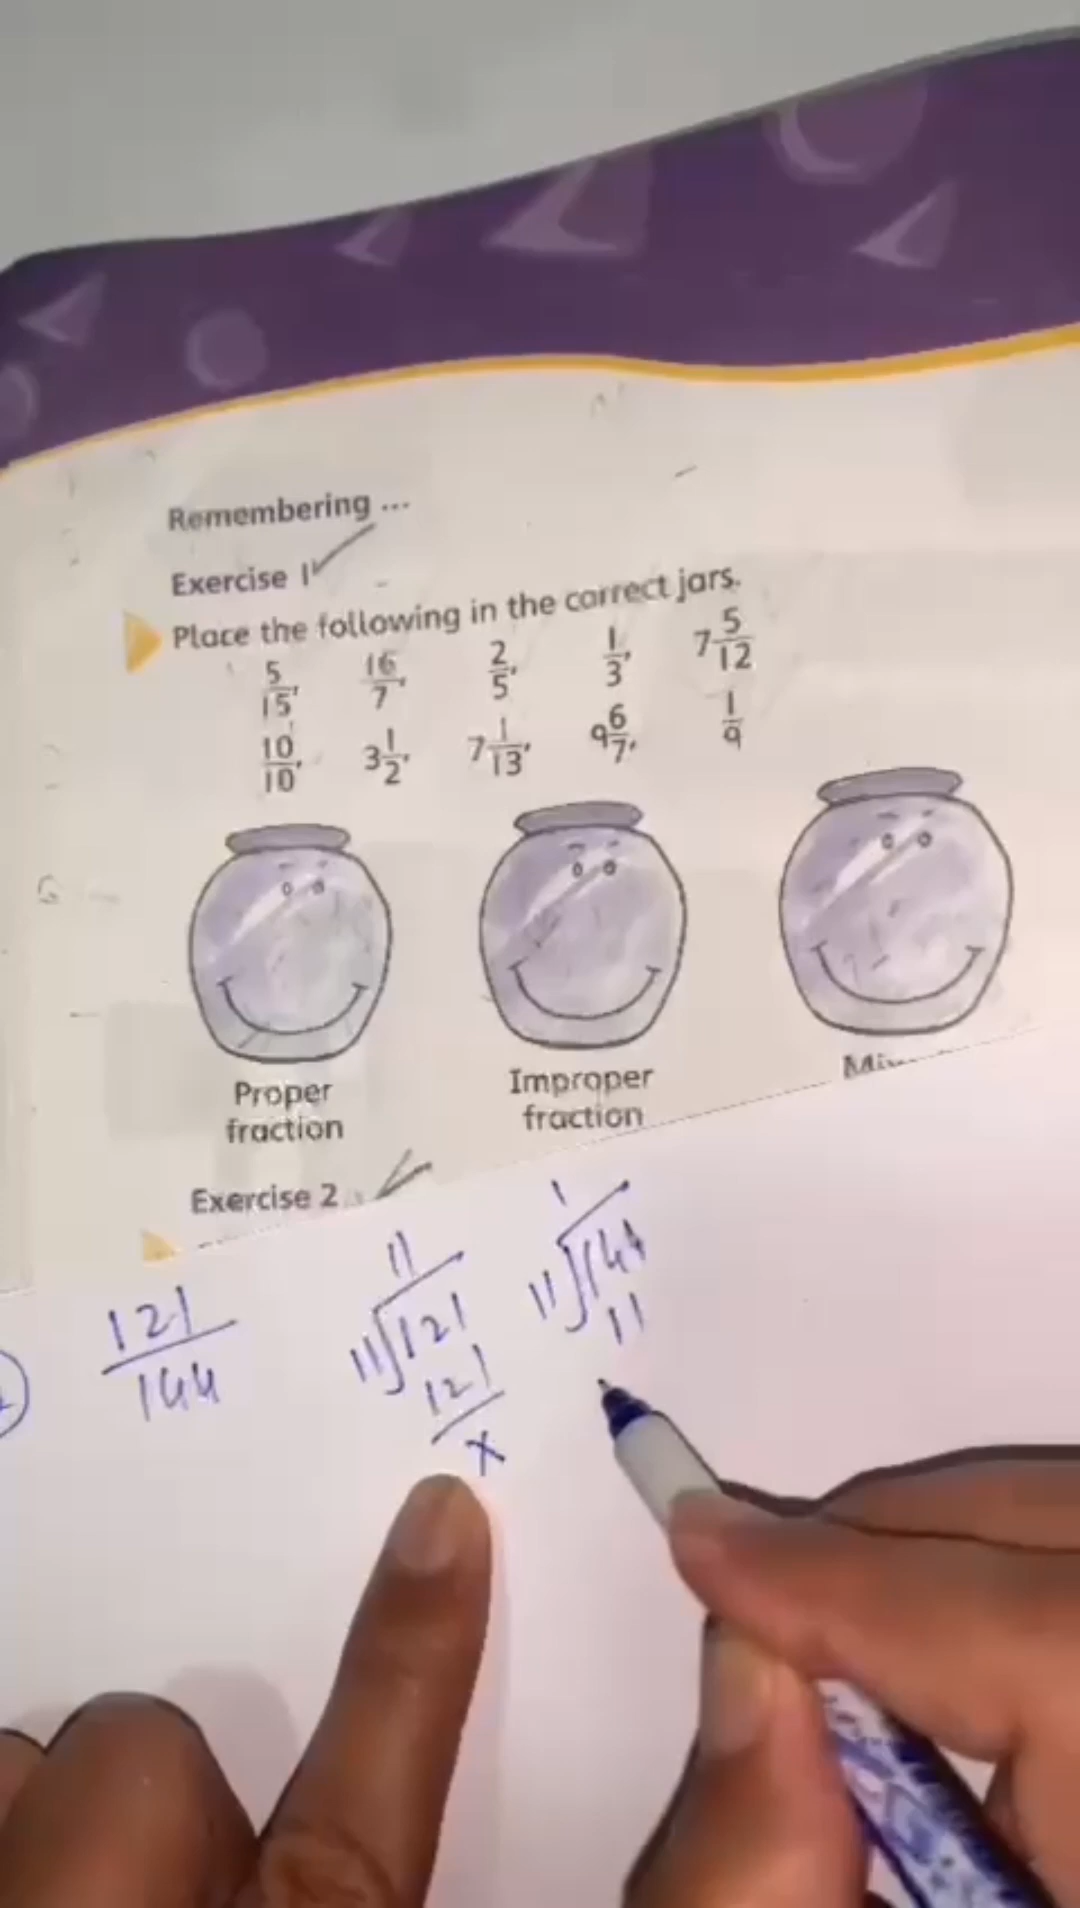 Remembering ...
Exercise 1
Place the following in the correct jars.
5/15, 16/7, 2/5, 1/3, 7 5/12
10/10, 3 1/2, 7 1/13, 9 6/7, 1/9
Proper fraction
Improper fraction
Exercise 2
121/144
11
11)121
121
x
1
11)144
11